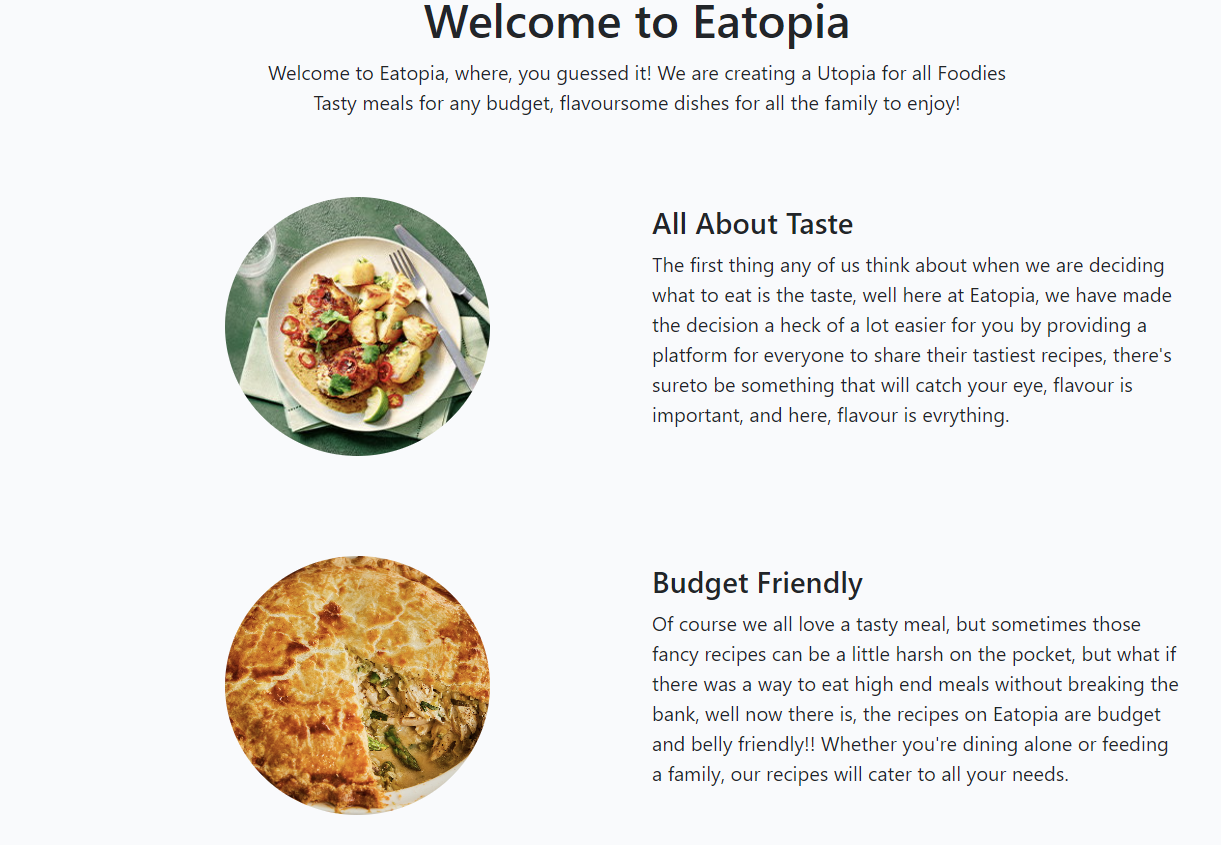 Welcome to Eatopia
Welcome to Eatopia, where, you guessed it! We are creating a Utopia for all Foodies
Tasty meals for any budget, flavoursome dishes for all the family to enjoy!
All About Taste
The first thing any of us think about when we are deciding
what to eat is the taste, well here at Eatopia, we have made
the decision a heck of a lot easier for you by providing a
platform for everyone to share their tastiest recipes, there's
sureto be something that will catch your eye, flavour is
important, and here, flavour is evrything.
Budget Friendly
Of course we all love a tasty meal, but sometimes those
fancy recipes can be a little harsh on the pocket, but what if
there was a way to eat high end meals without breaking the
bank, well now there is, the recipes on Eatopia are budget
and belly friendly!! Whether you're dining alone or feeding
a family, our recipes will cater to all your needs.